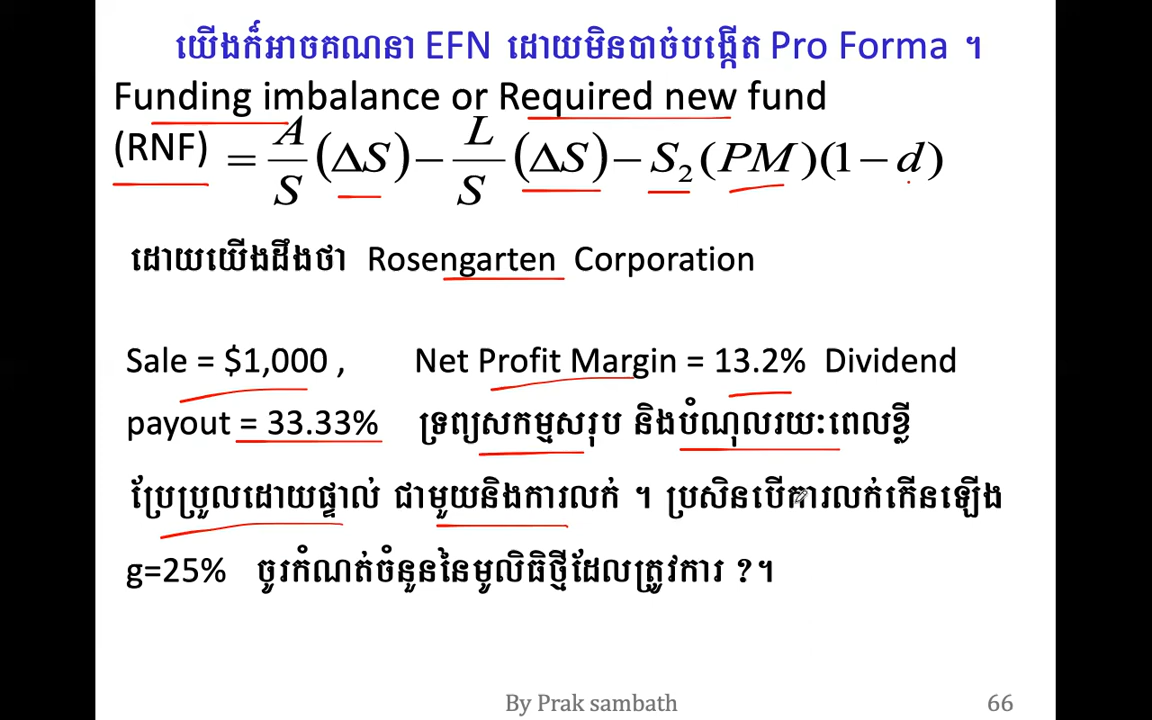 យើងក៏អាចគណនា EFN ដោយមិនបាច់បង្កើត Pro Forma ។
Funding imbalance or Required new fund
(RNF) = A/S (ΔS) − L/S (ΔS) − S₂(PM)(1 − d)
ដោយយើងដឹងថា Rosengarten Corporation
Sale = $1,000 , Net Profit Margin = 13.2% Dividend
payout = 33.33% ទ្រព្យសកម្មសរុប និងបំណុលរយៈពេលខ្លី
ប្រែប្រួលដោយផ្ទាល់ ជាមួយនិងការលក់ ។ ប្រសិនបើការលក់កើនឡើង
g=25% ចូរកំណត់ចំនួននៃមូលិធិថ្មីដែលត្រូវការ ?។
By Prak sambath 66